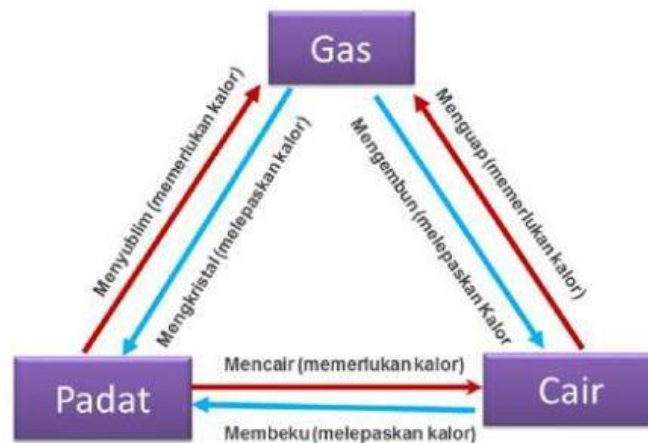 Gas
Menyublim (memerlukan kalor)
Mengkristal (melepaskan kalor)
Mengembun (melepaskan Kalor
Menguap (memerlukan kalor)
Mencair (memerlukan kalor)
Padat
Cair
Membeku (melepaskan kalor)